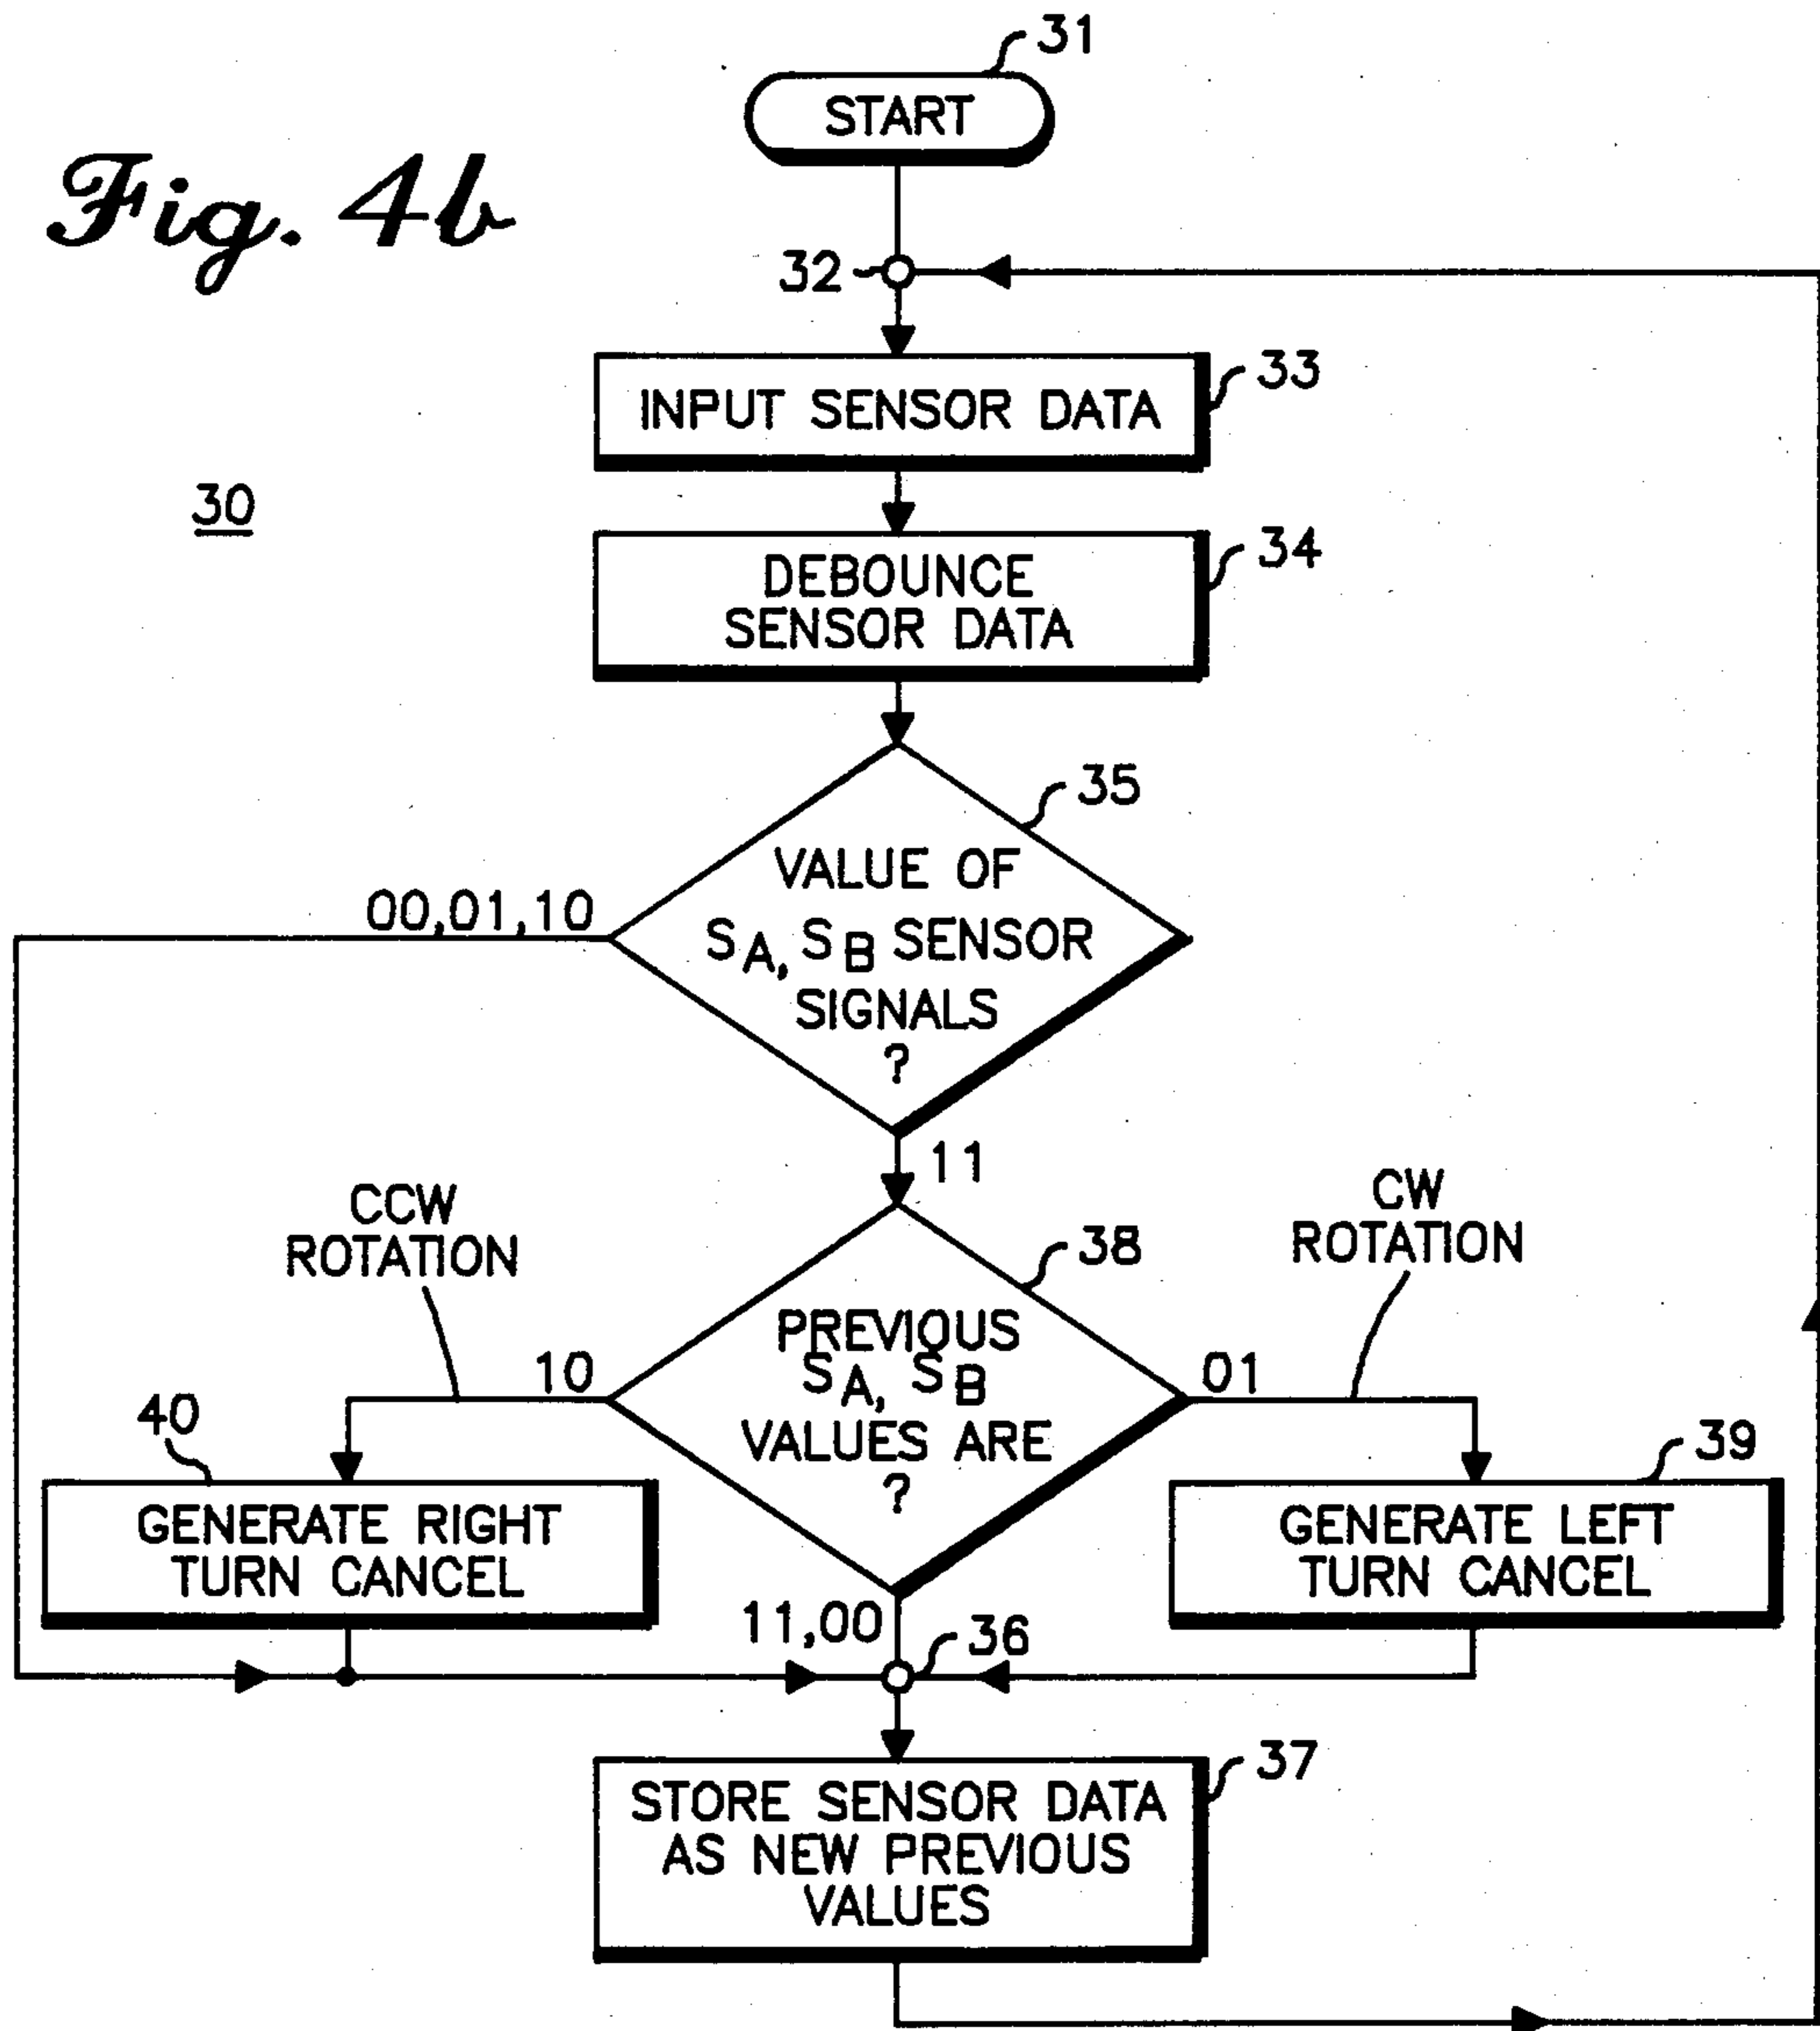 Fig. 4b
31
START
32
INPUT SENSOR DATA
33
30
DEBOUNCE
SENSOR DATA
34
35
VALUE OF
SA, SB SENSOR
SIGNALS
?
00,01,10
11
CCW
ROTATION
CW
ROTATION
38
PREVIOUS
SA, SB
VALUES ARE
?
10
01
40
39
GENERATE RIGHT
TURN CANCEL
GENERATE LEFT
TURN CANCEL
11,00
36
37
STORE SENSOR DATA
AS NEW PREVIOUS
VALUES